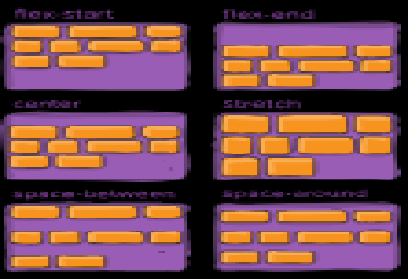 flex-start
flex-end
center
stretch
space-between
space-around